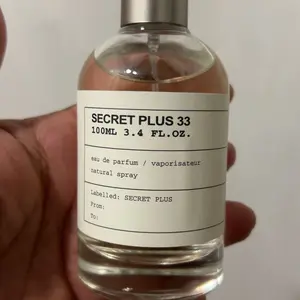 SECRET PLUS 33
100ML 3.4 FL.OZ.
eau de parfum / vaporisateur
natural spray
Labelled: SECRET PLUS
From:
To: